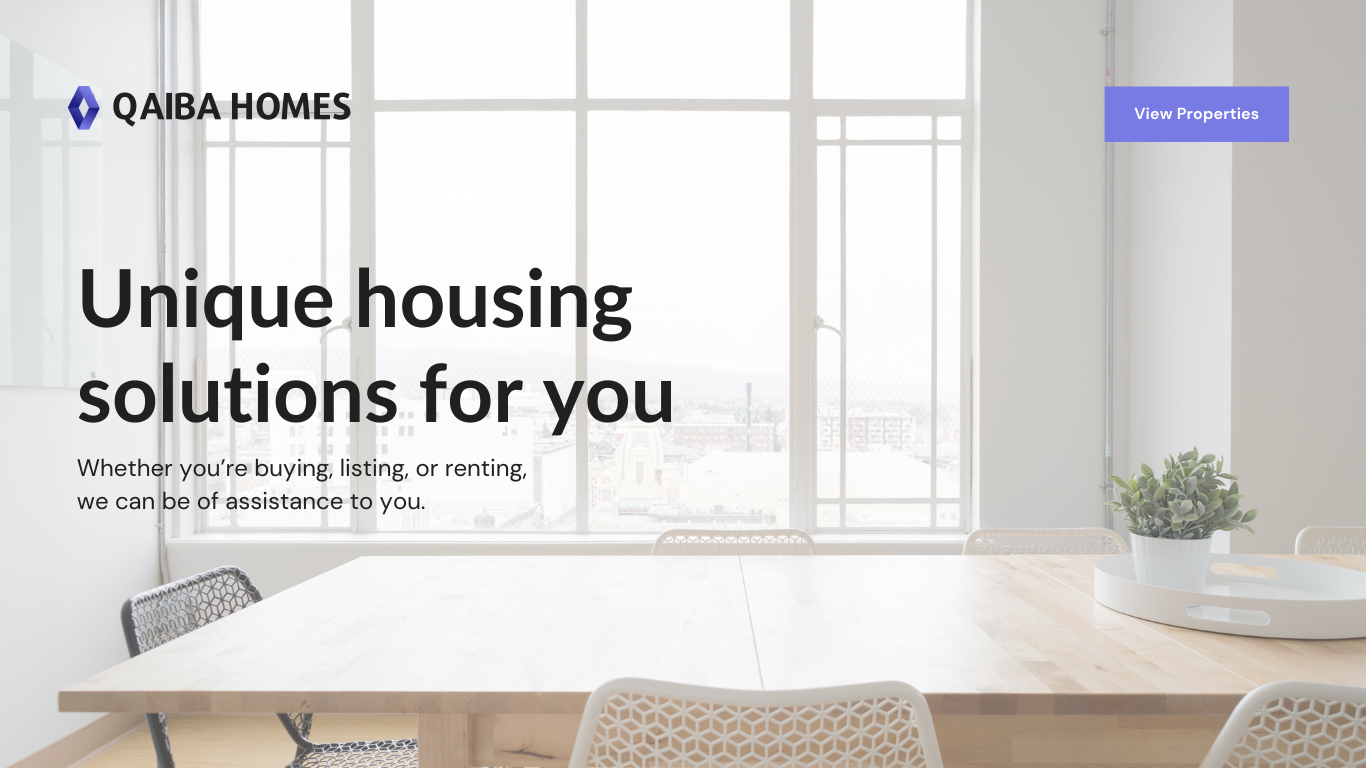 QAIBA HOMES
View Properties
Unique housing
solutions for you
Whether you’re buying, listing, or renting,
we can be of assistance to you.